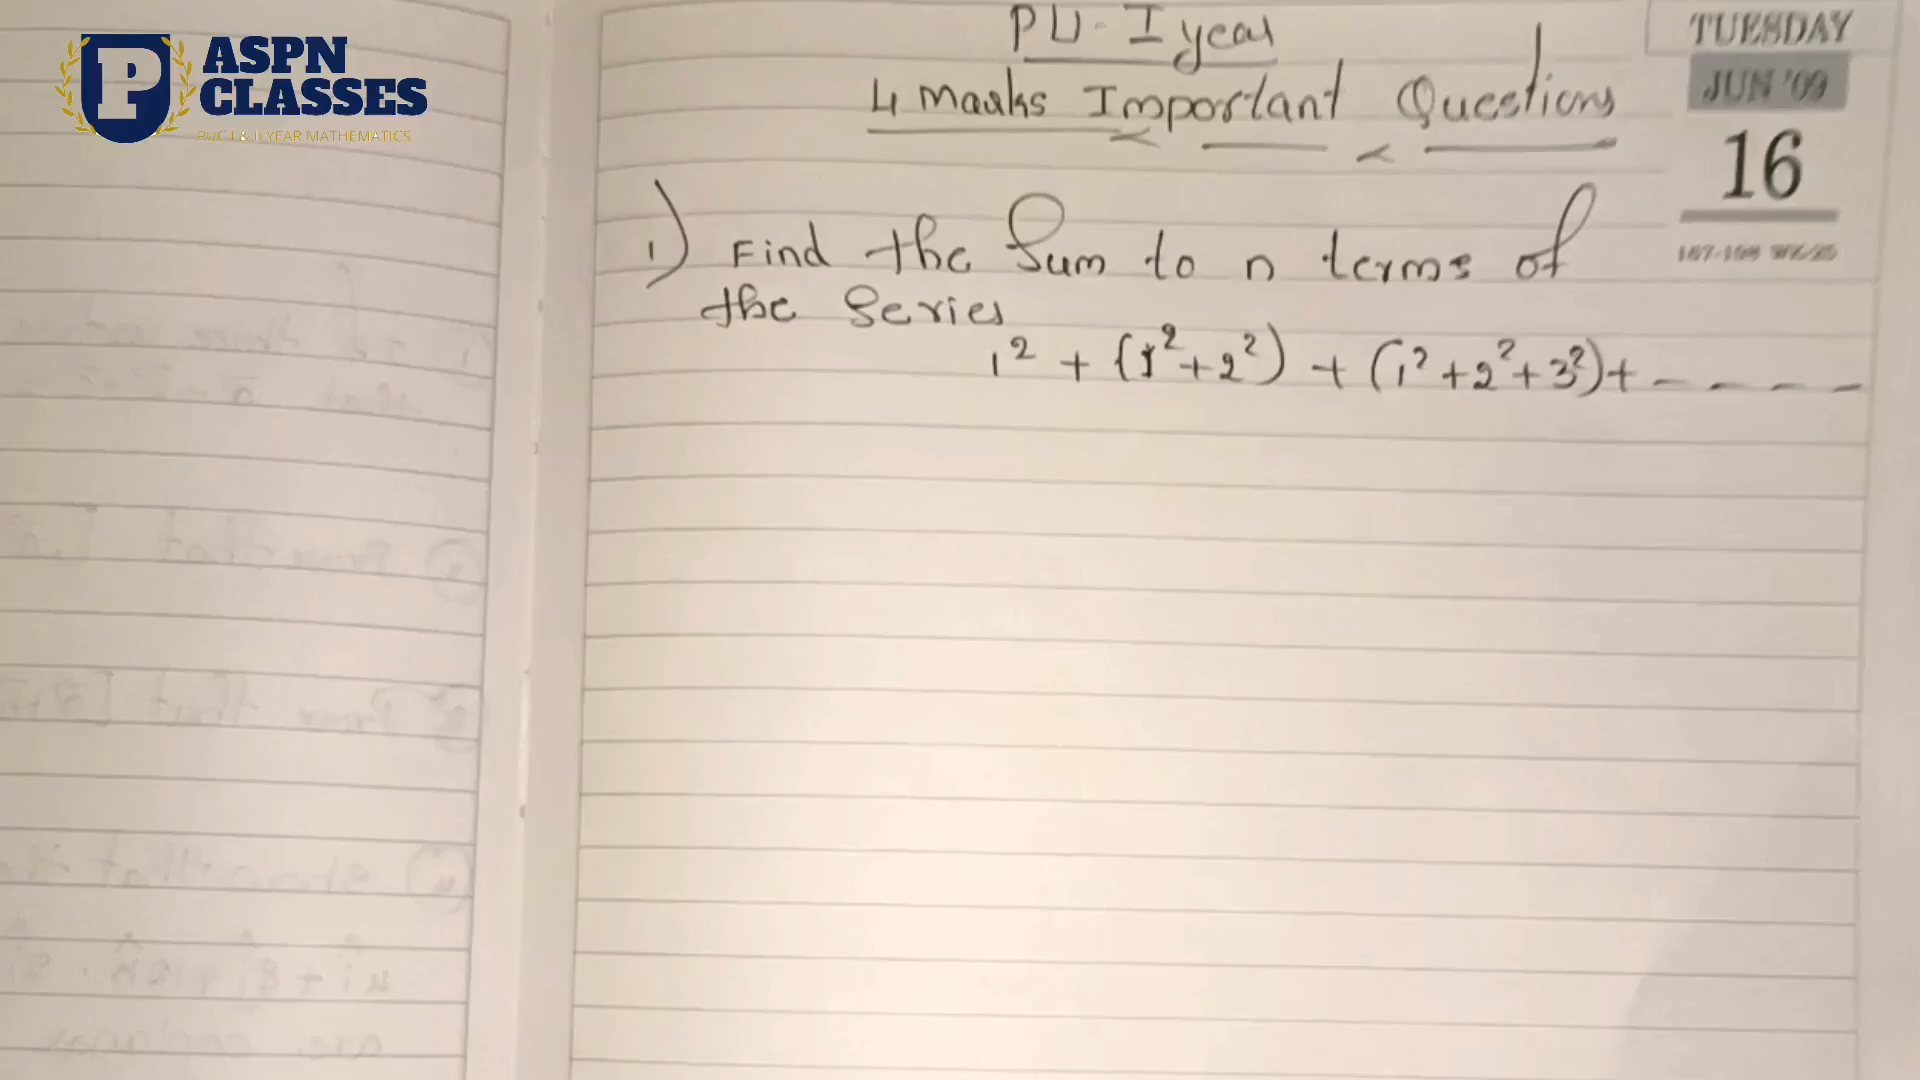 ASPN
CLASSES
PUC I & II YEAR MATHEMATICS
PU - I year
4 Marks Important Questions
TUESDAY
JUN '09
16
1) Find the Sum to n terms of
the Series
1² + (1²+2²) + (1²+2²+3²)+ - - - -